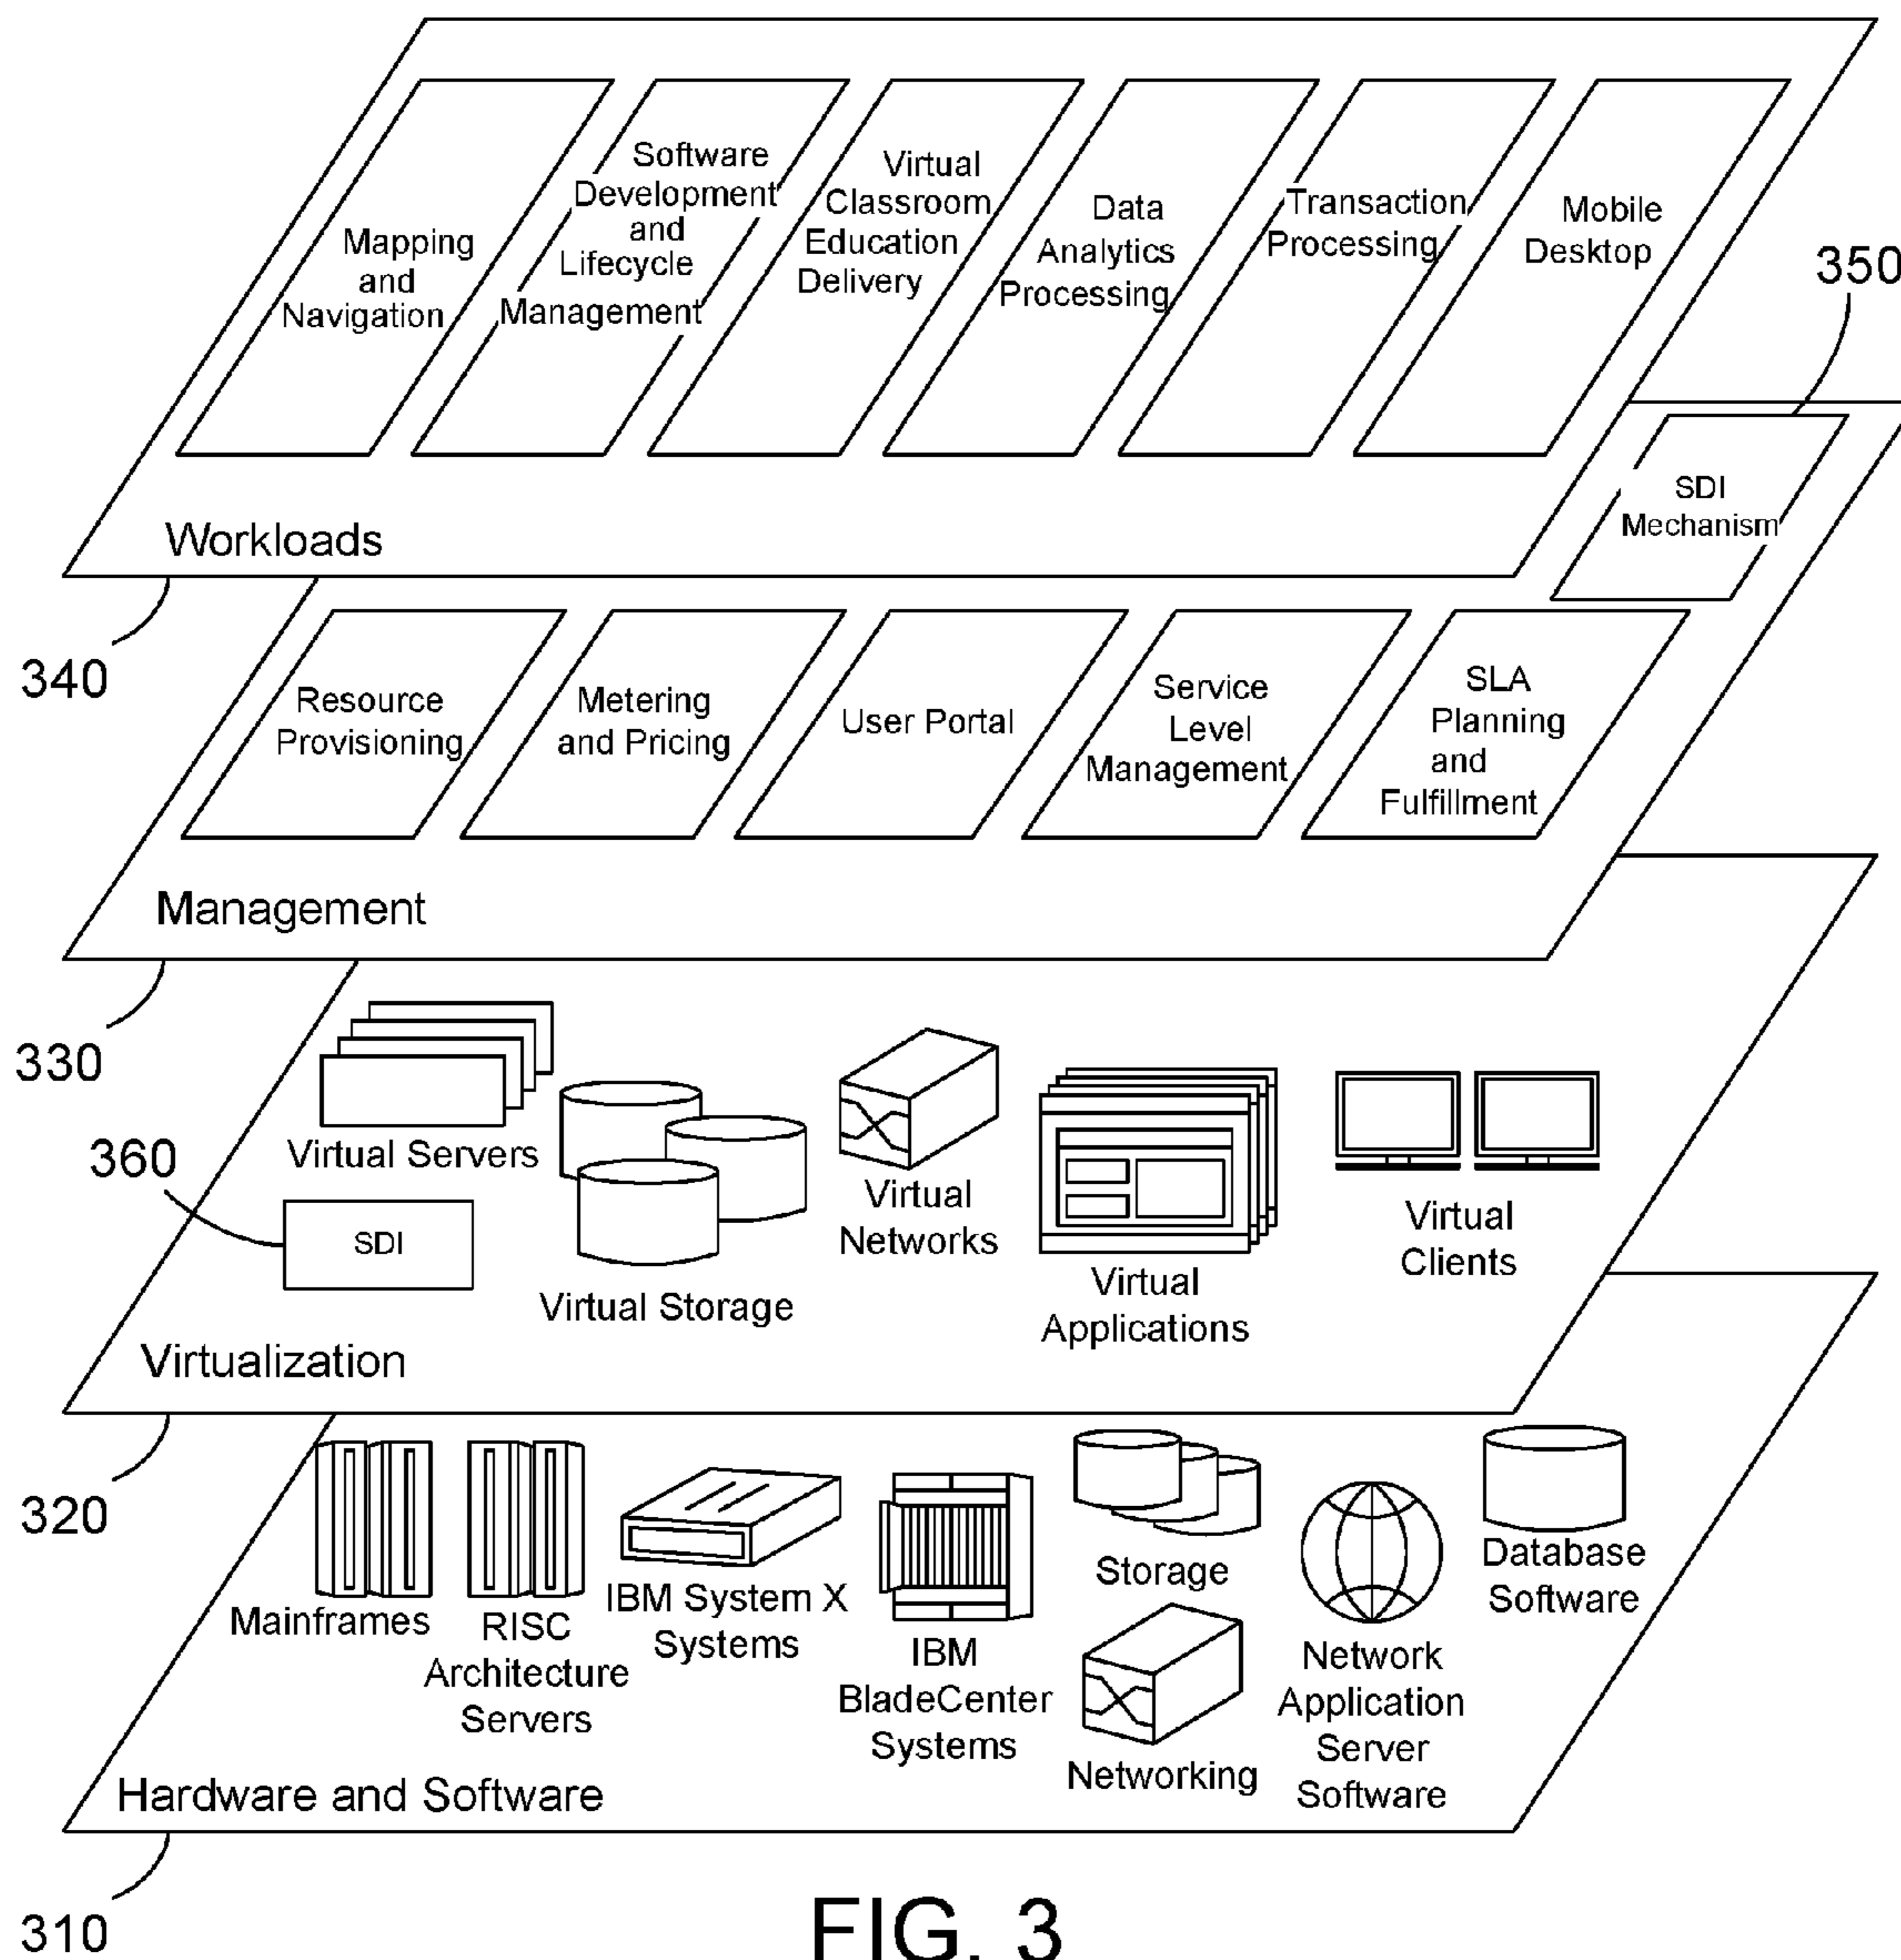 Mapping
and
Navigation
Software
Development
and
Lifecycle
Management
Virtual
Classroom
Education
Delivery
Data
Analytics
Processing
Transaction
Processing
Mobile
Desktop
350
SDI
Mechanism
Workloads
340
Resource
Provisioning
Metering
and Pricing
User Portal
Service
Level
Management
SLA
Planning
and
Fulfillment
Management
330
Virtual Servers
360
SDI
Virtual Storage
Virtual
Networks
Virtual
Applications
Virtual
Clients
Virtualization
320
Mainframes
RISC
Architecture
Servers
IBM System X
Systems
IBM
BladeCenter
Systems
Storage
Networking
Network
Application
Server
Software
Database
Software
Hardware and Software
310
FIG. 3